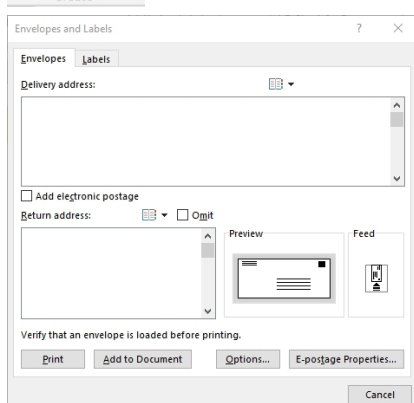 Create
Envelopes and Labels ? ×
Envelopes Labels
Delivery address:
Add electronic postage
Return address: Omit
Preview Feed
Verify that an envelope is loaded before printing.
Print Add to Document Options... E-postage Properties...
Cancel